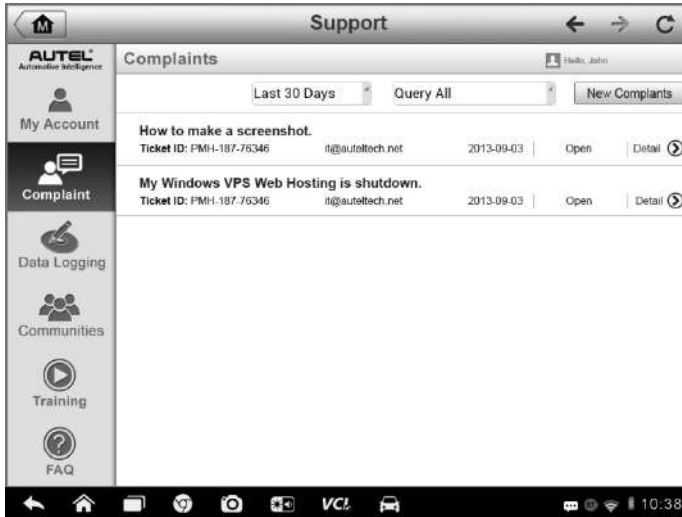 M Support
AUTEL
Automotive Intelligence
Complaints
Hello, John
Last 30 Days Query All New Complants
My Account
How to make a screenshot.
Ticket ID: PMH-187-76346 it@auteltech.net 2013-09-03 Open Detail
Complaint
My Windows VPS Web Hosting is shutdown.
Ticket ID: PMH-187-76346 it@auteltech.net 2013-09-03 Open Detail
Data Logging
Communities
Training
?
FAQ
VCI 10:38